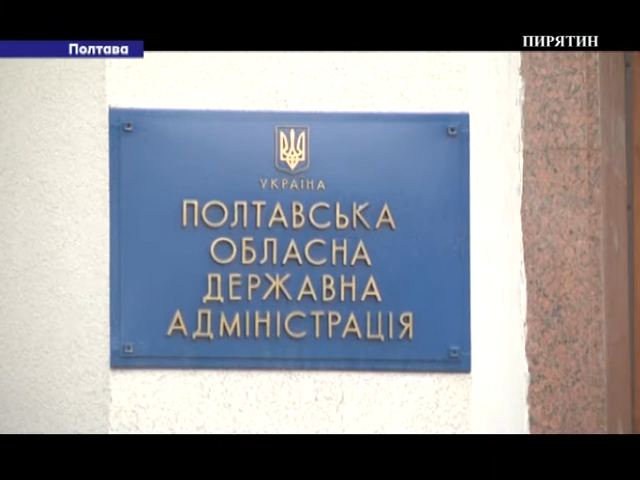 Полтава
ПИРЯТИН
УКРАЇНА
ПОЛТАВСЬКА
ОБЛАСНА
ДЕРЖАВНА
АДМІНІСТРАЦІЯ